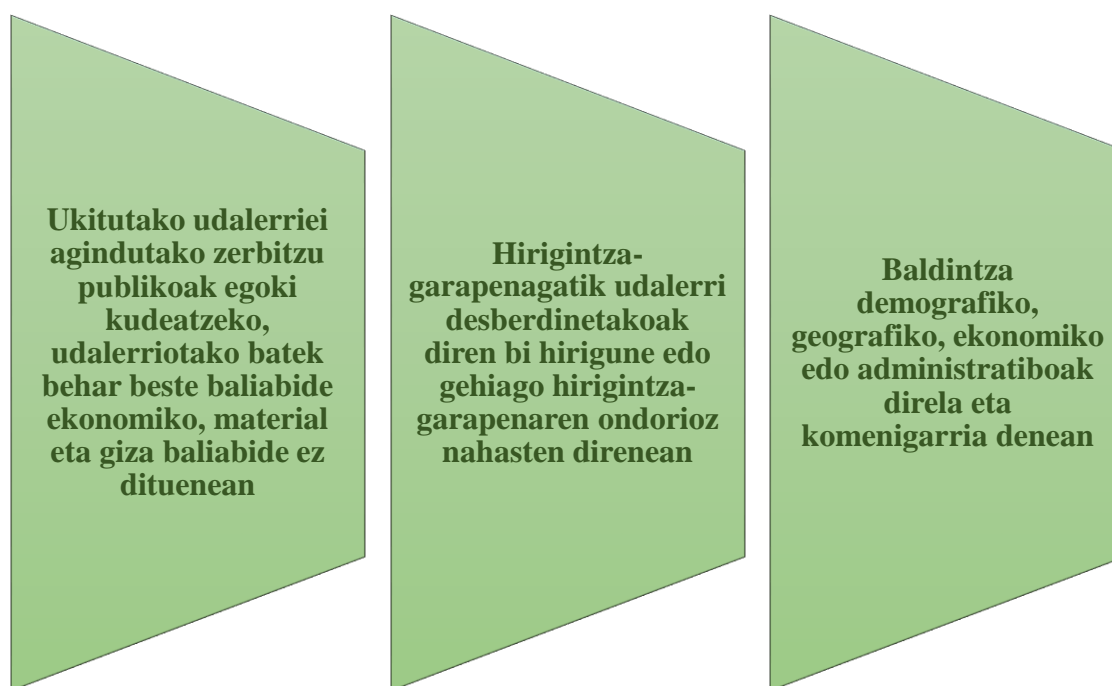 Ukitutako udalerriei
agindutako zerbitzu
publikoak egoki
kudeatzeko,
udalerriotako batek
behar beste baliabide
ekonomiko, material
eta giza baliabide ez
dituenean
Hirigintza-
garapenagatik udalerri
desberdinetakoak
diren bi hirigune edo
gehiago hirigintza-
garapenaren ondorioz
nahasten direnean
Baldintza
demografiko,
geografiko, ekonomiko
edo administratiboak
direla eta
komenigarria denean